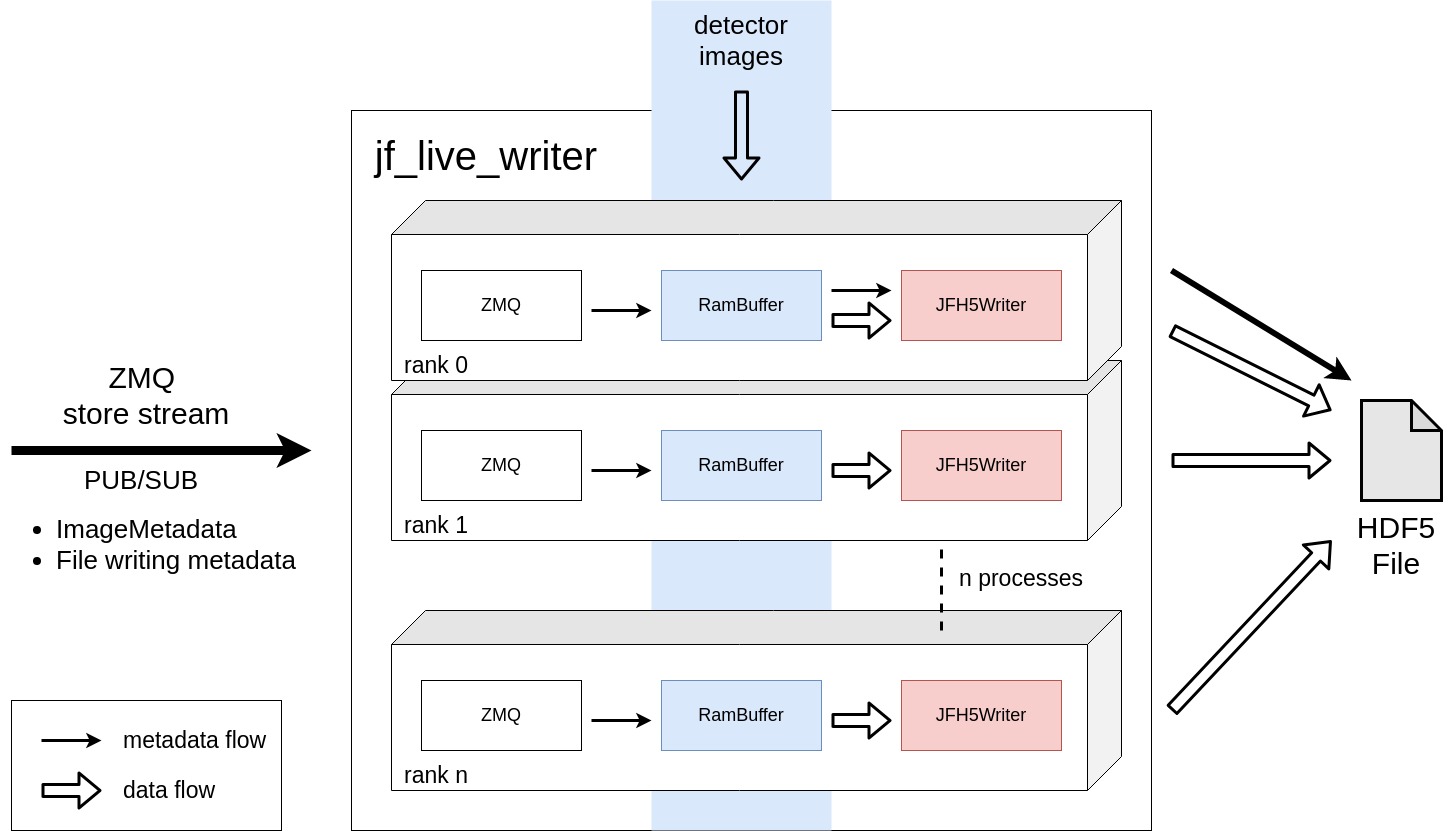 detector
images
jf_live_writer
ZMQ
RamBuffer
JFH5Writer
rank 0
ZMQ
store stream
PUB/SUB
• ImageMetadata
• File writing metadata
ZMQ
RamBuffer
JFH5Writer
rank 1
n processes
HDF5
File
ZMQ
RamBuffer
JFH5Writer
rank n
metadata flow
data flow